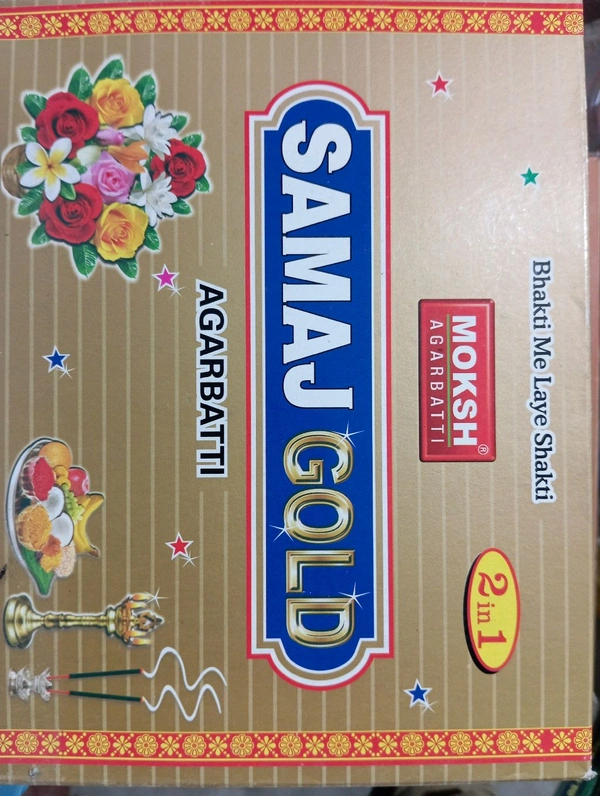 Bhakti Me Laye Shakti
MOKSH®
AGARBATTI
2 in 1
SAMAJ GOLD
AGARBATTI